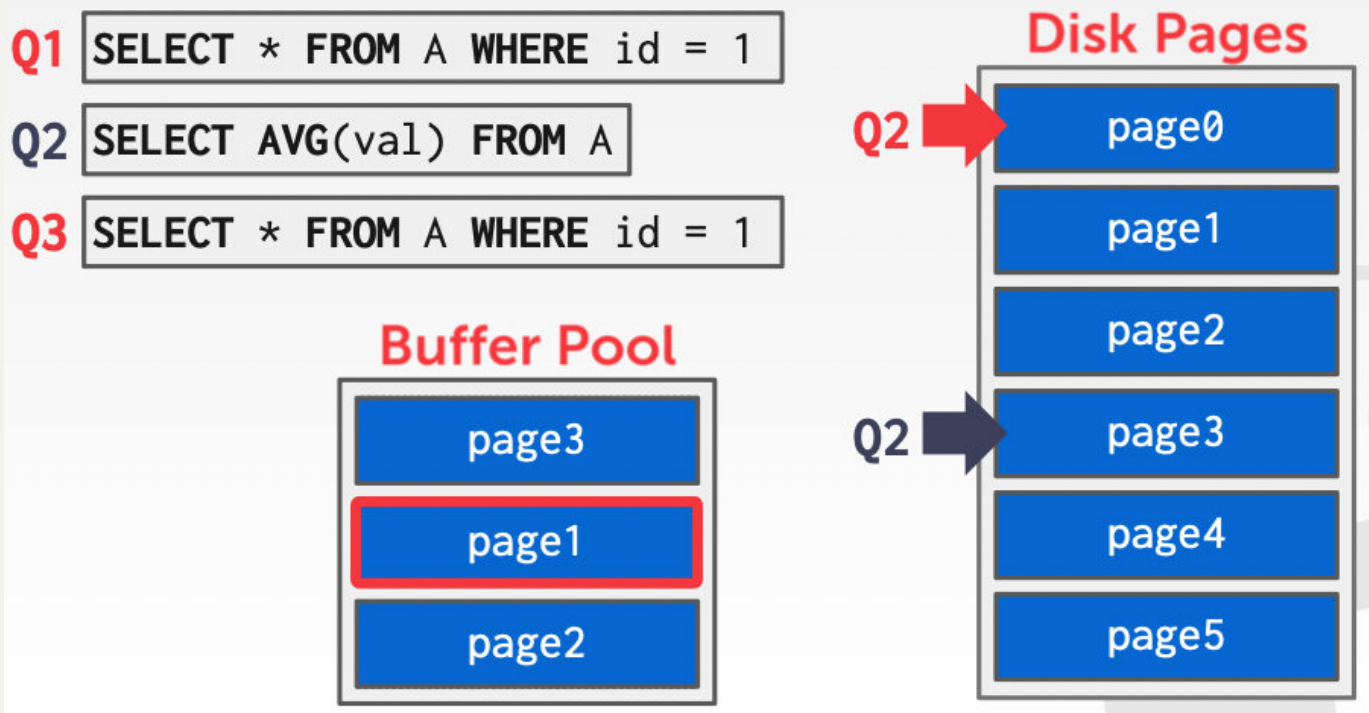 Q1 SELECT * FROM A WHERE id = 1
Q2 SELECT AVG(val) FROM A
Q3 SELECT * FROM A WHERE id = 1
Buffer Pool
page3
page1
page2
Disk Pages
Q2 page0
page1
page2
Q2 page3
page4
page5